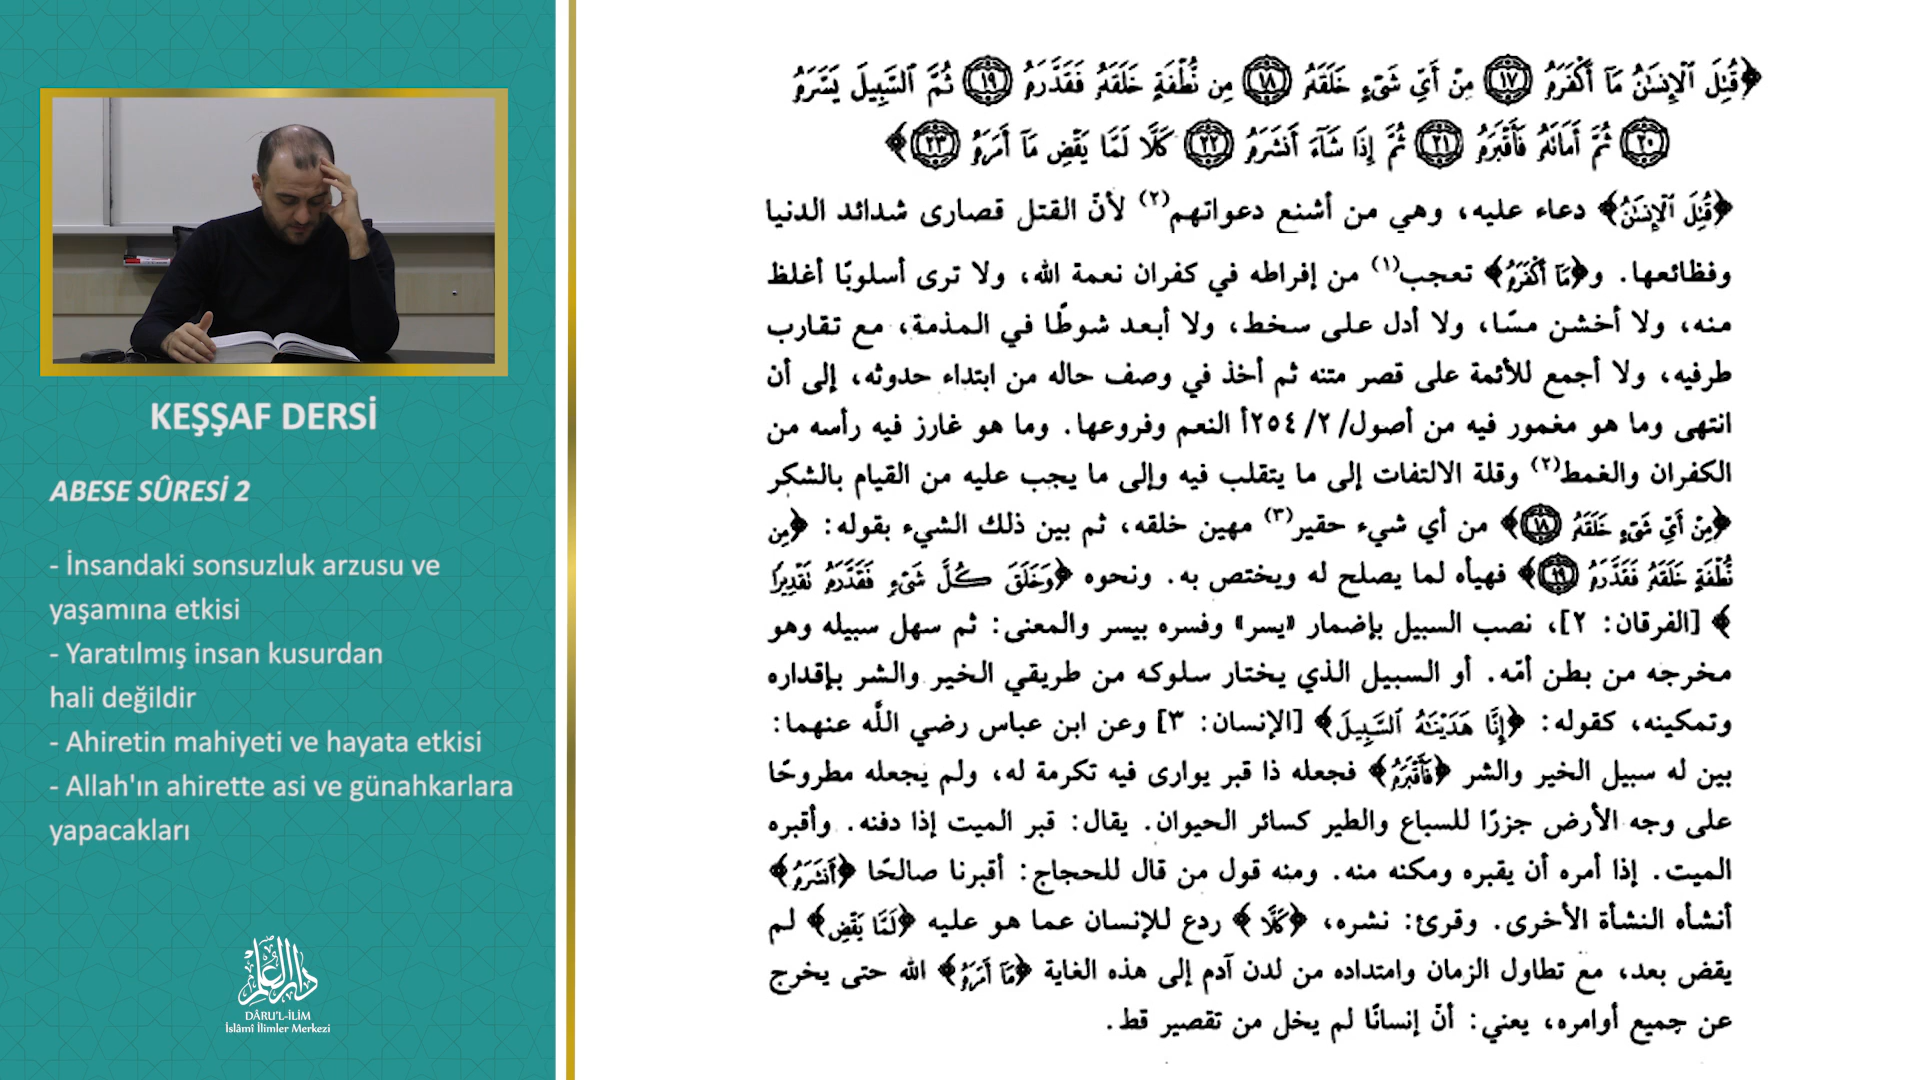 KEŞŞAF DERSİ
ABESE SÛRESİ 2
- İnsandaki sonsuzluk arzusu ve
yaşamına etkisi
- Yaratılmış insan kusurdan
hali değildir
- Ahiretin mahiyeti ve hayata etkisi
- Allah'ın ahirette asi ve günahkarlara
yapacakları
دار العلم
DÂRU'L-İLİM
İslâmî İlimler Merkezi
﴿قُتِلَ ٱلْإِنسَٰنُ مَآ أَكْفَرَهُۥ ﴿١٧﴾ مِنْ أَيِّ شَىْءٍ خَلَقَهُۥ ﴿١٨﴾ مِن نُّطْفَةٍ خَلَقَهُۥ فَقَدَّرَهُۥ ﴿١٩﴾ ثُمَّ ٱلسَّبِيلَ يَسَّرَهُۥ
﴿٢٠﴾ ثُمَّ أَمَاتَهُۥ فَأَقْبَرَهُۥ ﴿٢١﴾ ثُمَّ إِذَا شَآءَ أَنشَرَهُۥ ﴿٢٢﴾ كَلَّا لَمَّا يَقْضِ مَآ أَمَرَهُۥ ﴿٢٣﴾﴾
﴿قُتِلَ ٱلْإِنسَٰنُ﴾ دعاء عليه، وهي من أشنع دعواتهم(٢) لأنّ القتل قصارى شدائد الدنيا
وفظائعها. و﴿مَآ أَكْفَرَهُۥ﴾ تعجب(١) من إفراطه في كفران نعمة الله، ولا ترى أسلوبًا أغلظ
منه، ولا أخشن مسًا، ولا أدل على سخط، ولا أبعد شوطًا في المذمة، مع تقارب
طرفيه، ولا أجمع للأئمة على قصر متنه ثم أخذ في وصف حاله من ابتداء حدوثه، إلى أن
انتهى وما هو مغمور فيه من أصول/ ٢/ ٢٥٤أ النعم وفروعها. وما هو غارز فيه رأسه من
الكفران والغمط(٢) وقلة الالتفات إلى ما يتقلب فيه وإلى ما يجب عليه من القيام بالشكر
﴿مِنْ أَيِّ شَىْءٍ خَلَقَهُۥ ﴿١٨﴾﴾ من أي شيء حقير(٣) مهين خلقه، ثم بين ذلك الشيء بقوله: ﴿مِن
نُّطْفَةٍ خَلَقَهُۥ فَقَدَّرَهُۥ ﴿١٩﴾﴾ فهيأه لما يصلح له ويختص به. ونحوه ﴿وَخَلَقَ كُلَّ شَىْءٍ فَقَدَّرَهُۥ نَقْدِيرًا
﴾ [الفرقان: ٢]، نصب السبيل بإضمار «يسر» وفسره بيسر والمعنى: ثم سهل سبيله وهو
مخرجه من بطن أمّه. أو السبيل الذي يختار سلوكه من طريقي الخير والشر بإقداره
وتمكينه، كقوله: ﴿إِنَّا هَدَيْنَٰهُ ٱلسَّبِيلَ﴾ [الإنسان: ٣] وعن ابن عباس رضي اللَّه عنهما:
بين له سبيل الخير والشر ﴿فَأَقْبَرَهُۥ﴾ فجعله ذا قبر يوارى فيه تكرمة له، ولم يجعله مطروحًا
على وجه الأرض جزرًا للسباع والطير كسائر الحيوان. يقال: قبر الميت إذا دفنه. وأقبره
الميت. إذا أمره أن يقبره ومكنه منه. ومنه قول من قال للحجاج: أقبرنا صالحًا ﴿أَنشَرَهُۥ﴾
أنشأه النشأة الأخرى. وقرئ: نشره، ﴿كَلَّا﴾ ردع للإنسان عما هو عليه ﴿لَمَّا يَقْضِ﴾ لم
يقض بعد، مع تطاول الزمان وامتداده من لدن آدم إلى هذه الغاية ﴿مَآ أَمَرَهُۥ﴾ الله حتى يخرج
عن جميع أوامره، يعني: أنّ إنسانًا لم يخل من تقصير قط.